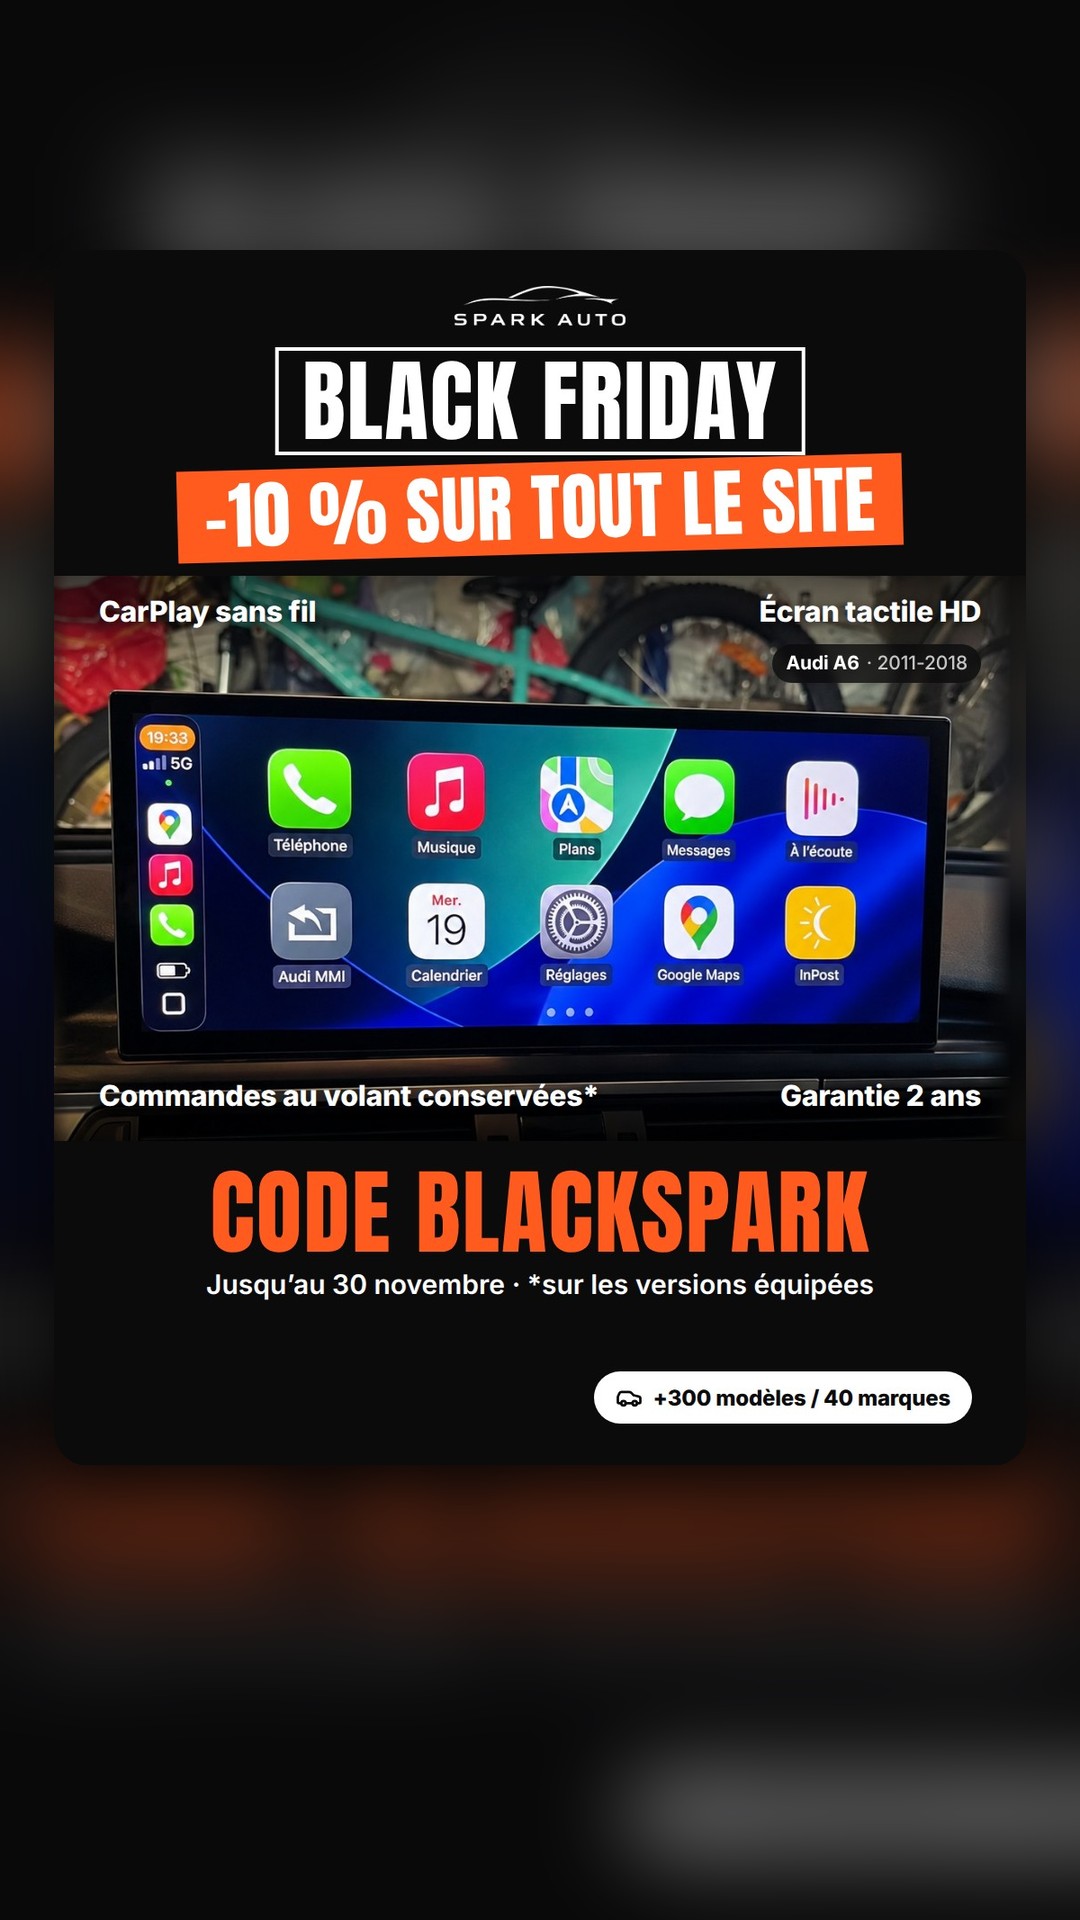 SPARK AUTO
BLACK FRIDAY
-10 % SUR TOUT LE SITE
CarPlay sans fil
Écran tactile HD
Audi A6 · 2011-2018
19:33
5G
Téléphone
Musique
Plans
Messages
À l'écoute
Audi MMI
Mer.
19
Calendrier
Réglages
Google Maps
InPost
Commandes au volant conservées*
Garantie 2 ans
CODE BLACKSPARK
Jusqu'au 30 novembre · *sur les versions équipées
+300 modèles / 40 marques